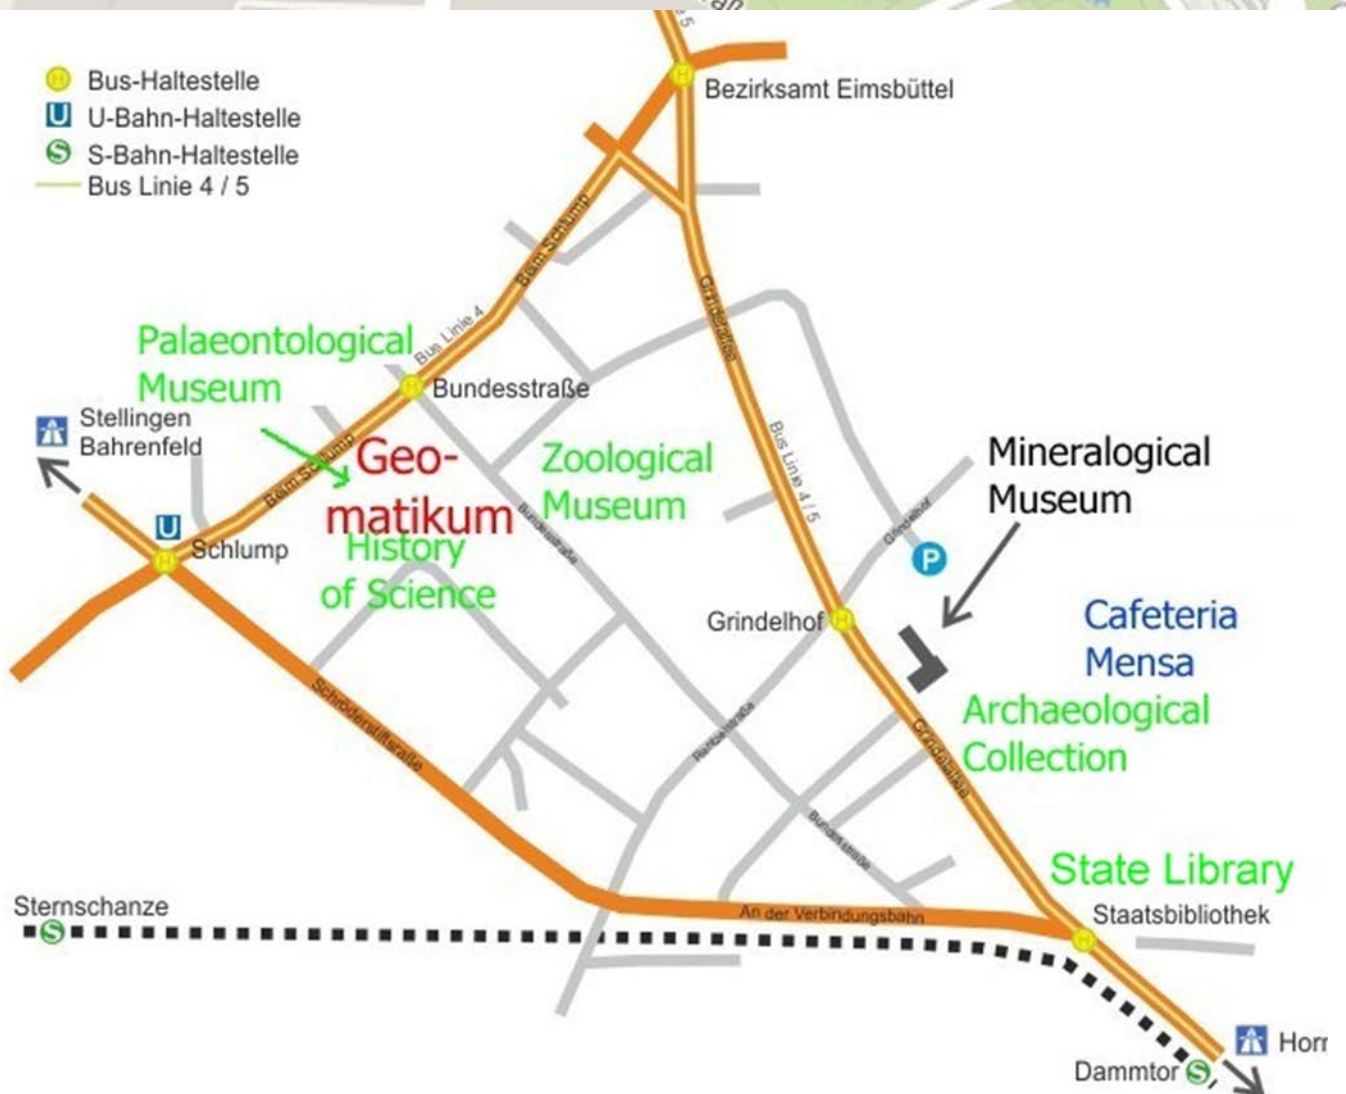 H Bus-Haltestelle
U U-Bahn-Haltestelle
S S-Bahn-Haltestelle
Bus Linie 4 / 5
5
H
Bezirksamt Eimsbüttel
Beim Schlump
Grindelallee
Bus Linie 4
Palaeontological
Museum
H
Bundesstraße
Stellingen
Bahrenfeld
Beim Schlump
Geo-
matikum
Zoological
Museum
Bus Linie 4 / 5
Mineralogical
Museum
U
H
Schlump
History
of Science
Bundesstraße
Grindelhof
P
Grindelhof
H
Cafeteria
Mensa
Archaeological
Collection
Schröderstiftstraße
Rentzelstraße
Grindelallee
Bundesstraße
State Library
Staatsbibliothek
Sternschanze
S
An der Verbindungsbahn
H
Horn
Dammtor
S